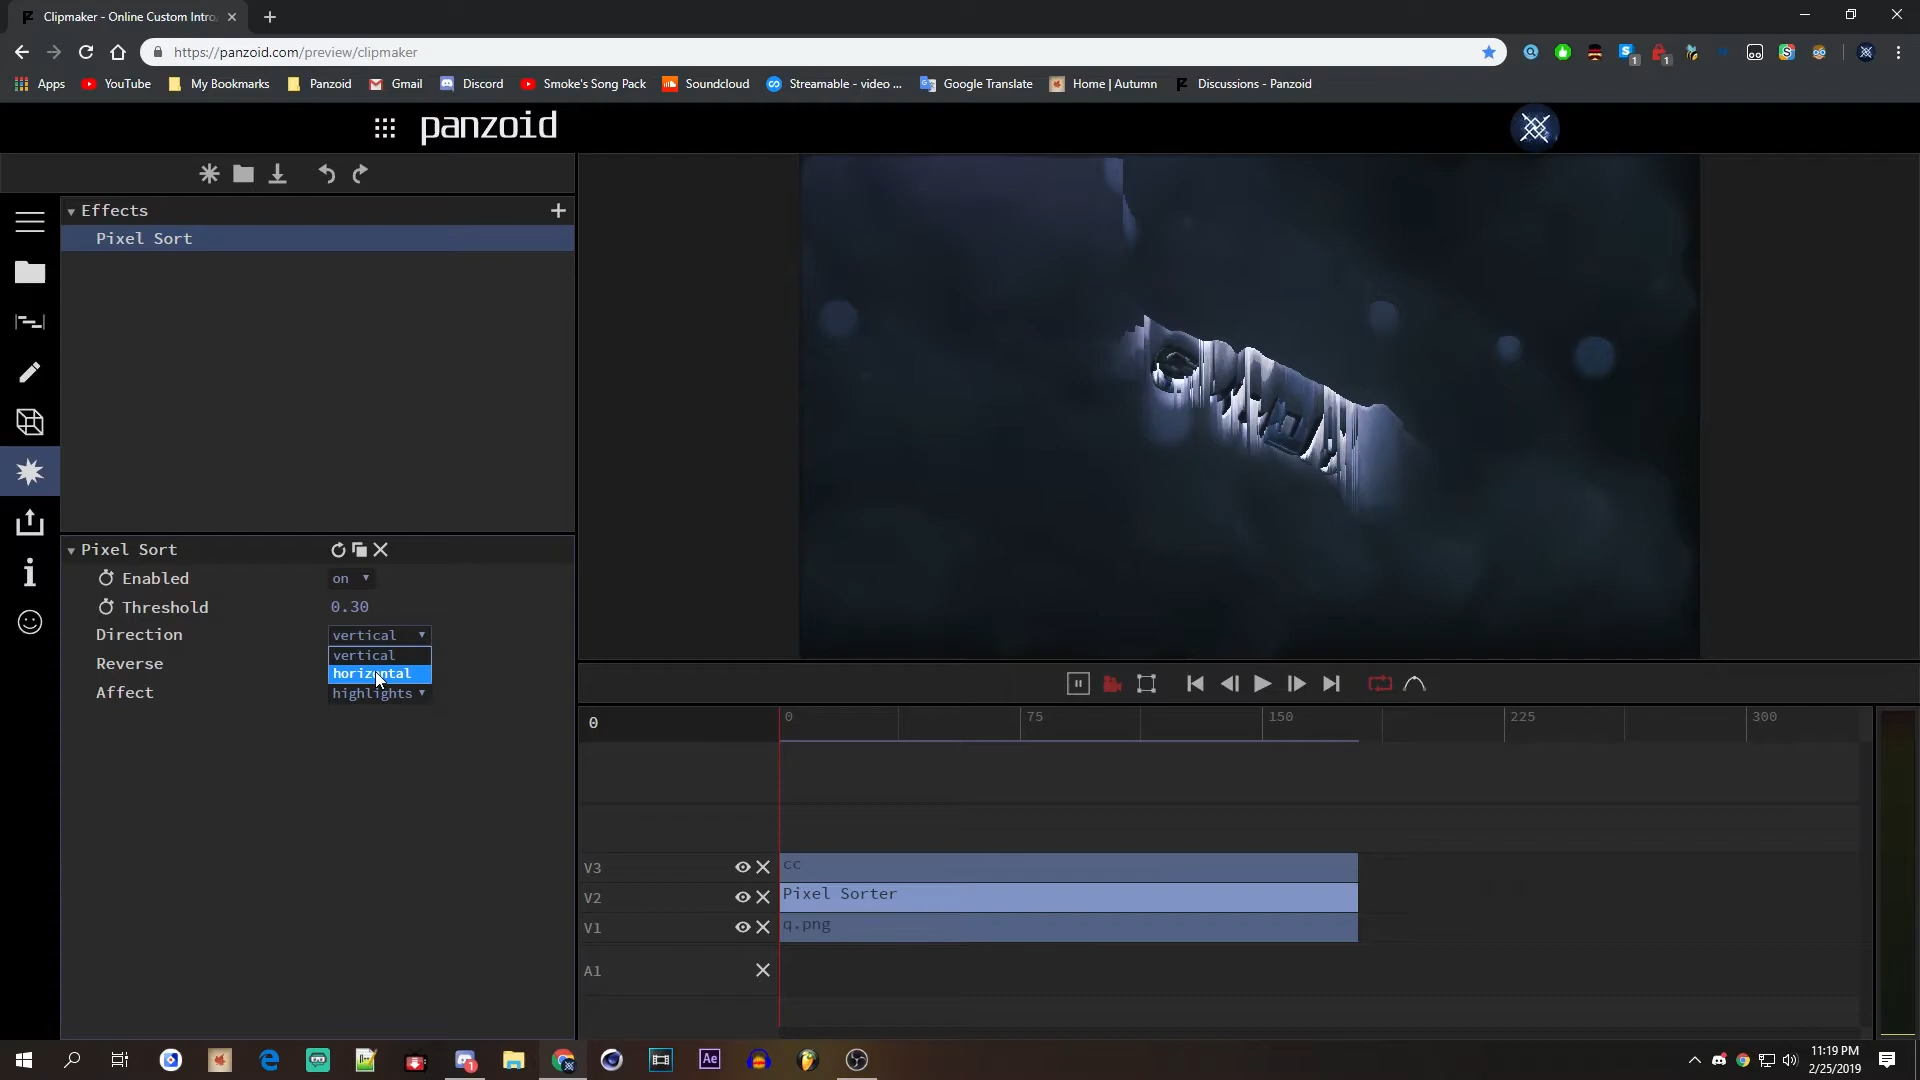 Clipmaker - Online Custom Intro
https://panzoid.com/preview/clipmaker
Apps YouTube My Bookmarks Panzoid Gmail Discord Smoke's Song Pack Soundcloud Streamable - video ... Google Translate Home | Autumn Discussions - Panzoid
panzoid
Effects
Pixel Sort
Pixel Sort
Enabled on
Threshold 0.30
Direction vertical
vertical
Reverse
horizontal
Affect highlights
0 0 75 150 225 300
V3 cc
V2 Pixel Sorter
V1 q.png
A1
11:19 PM
2/25/2019